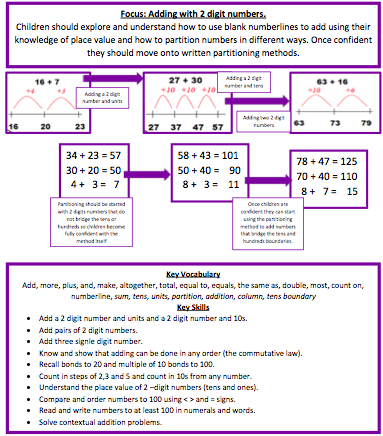 Focus: Adding with 2 digit numbers.
Children should explore and understand how to use blank numberlines to add using their
knowledge of place value and how to partition numbers in different ways. Once confident
they should move onto written partitioning methods.
16 + 7
+4 +3
16 20 23
Adding a 2 digit
number and units
27 + 30
+10 +10 +10
27 37 47 57
Adding a 2 digit
number and tens
Adding two 2 digit
numbers
63 + 16
+10 +6
63 73 79
34 + 23 = 57
30 + 20 = 50
4 + 3 = 7
58 + 43 = 101
50 + 40 = 90
8 + 3 = 11
78 + 47 = 125
70 + 40 = 110
8 + 7 = 15
Partitioning should be started
with 2 digits numbers that do
not bridge the tens or
hundreds so children become
fully confident with the
method itself
Once children are
confident they can start
using the partitioning
method to add numbers
that bridge the tens and
hundreds boundaries.
Key Vocabulary
Add, more, plus, and, make, altogether, total, equal to, equals, the same as, double, most, count on,
numberline, sum, tens, units, partition, addition, column, tens boundary
Key Skills
• Add a 2 digit number and units and a 2 digit number and 10s.
• Add pairs of 2 digit numbers.
• Add three signle digit number.
• Know and show that adding can be done in any order (the commutative law).
• Recall bonds to 20 and multiple of 10 bonds to 100.
• Count in steps of 2,3 and 5 and count in 10s from any number.
• Understand the place value of 2 –digit numbers (tens and ones).
• Compare and order numbers to 100 using < > and = signs.
• Read and write numbers to at least 100 in numerals and words.
• Solve contextual addition problems.